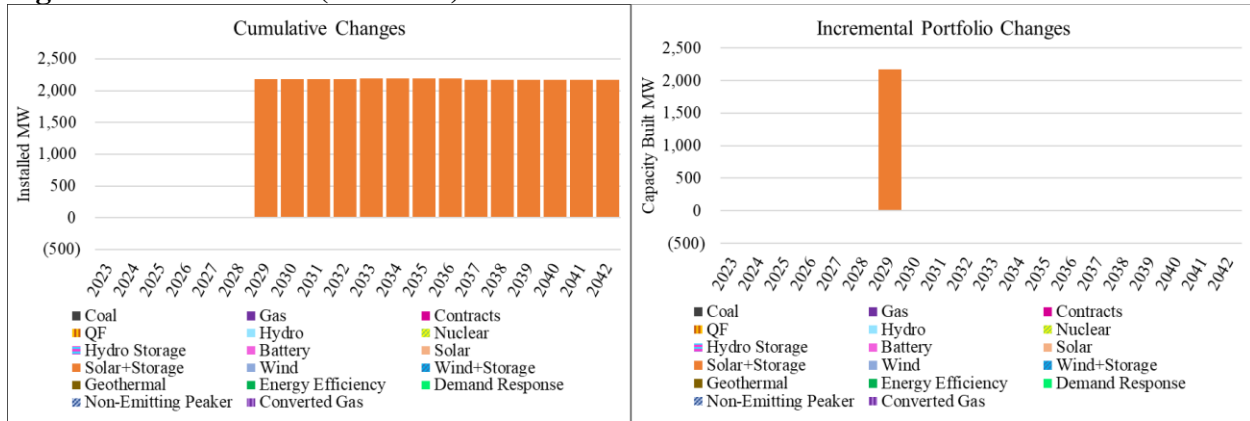 Cumulative Changes
2,500
2,000
1,500
1,000
500
0
(500)
Installed MW
2023 2024 2025 2026 2027 2028 2029 2030 2031 2032 2033 2034 2035 2036 2037 2038 2039 2040 2041 2042
Coal Gas Contracts
QF Hydro Nuclear
Hydro Storage Battery Solar
Solar+Storage Wind Wind+Storage
Geothermal Energy Efficiency Demand Response
Non-Emitting Peaker Converted Gas
Incremental Portfolio Changes
2,500
2,000
1,500
1,000
500
0
(500)
Capacity Built MW
2023 2024 2025 2026 2027 2028 2029 2030 2031 2032 2033 2034 2035 2036 2037 2038 2039 2040 2041 2042
Coal Gas Contracts
QF Hydro Nuclear
Hydro Storage Battery Solar
Solar+Storage Wind Wind+Storage
Geothermal Energy Efficiency Demand Response
Non-Emitting Peaker Converted Gas